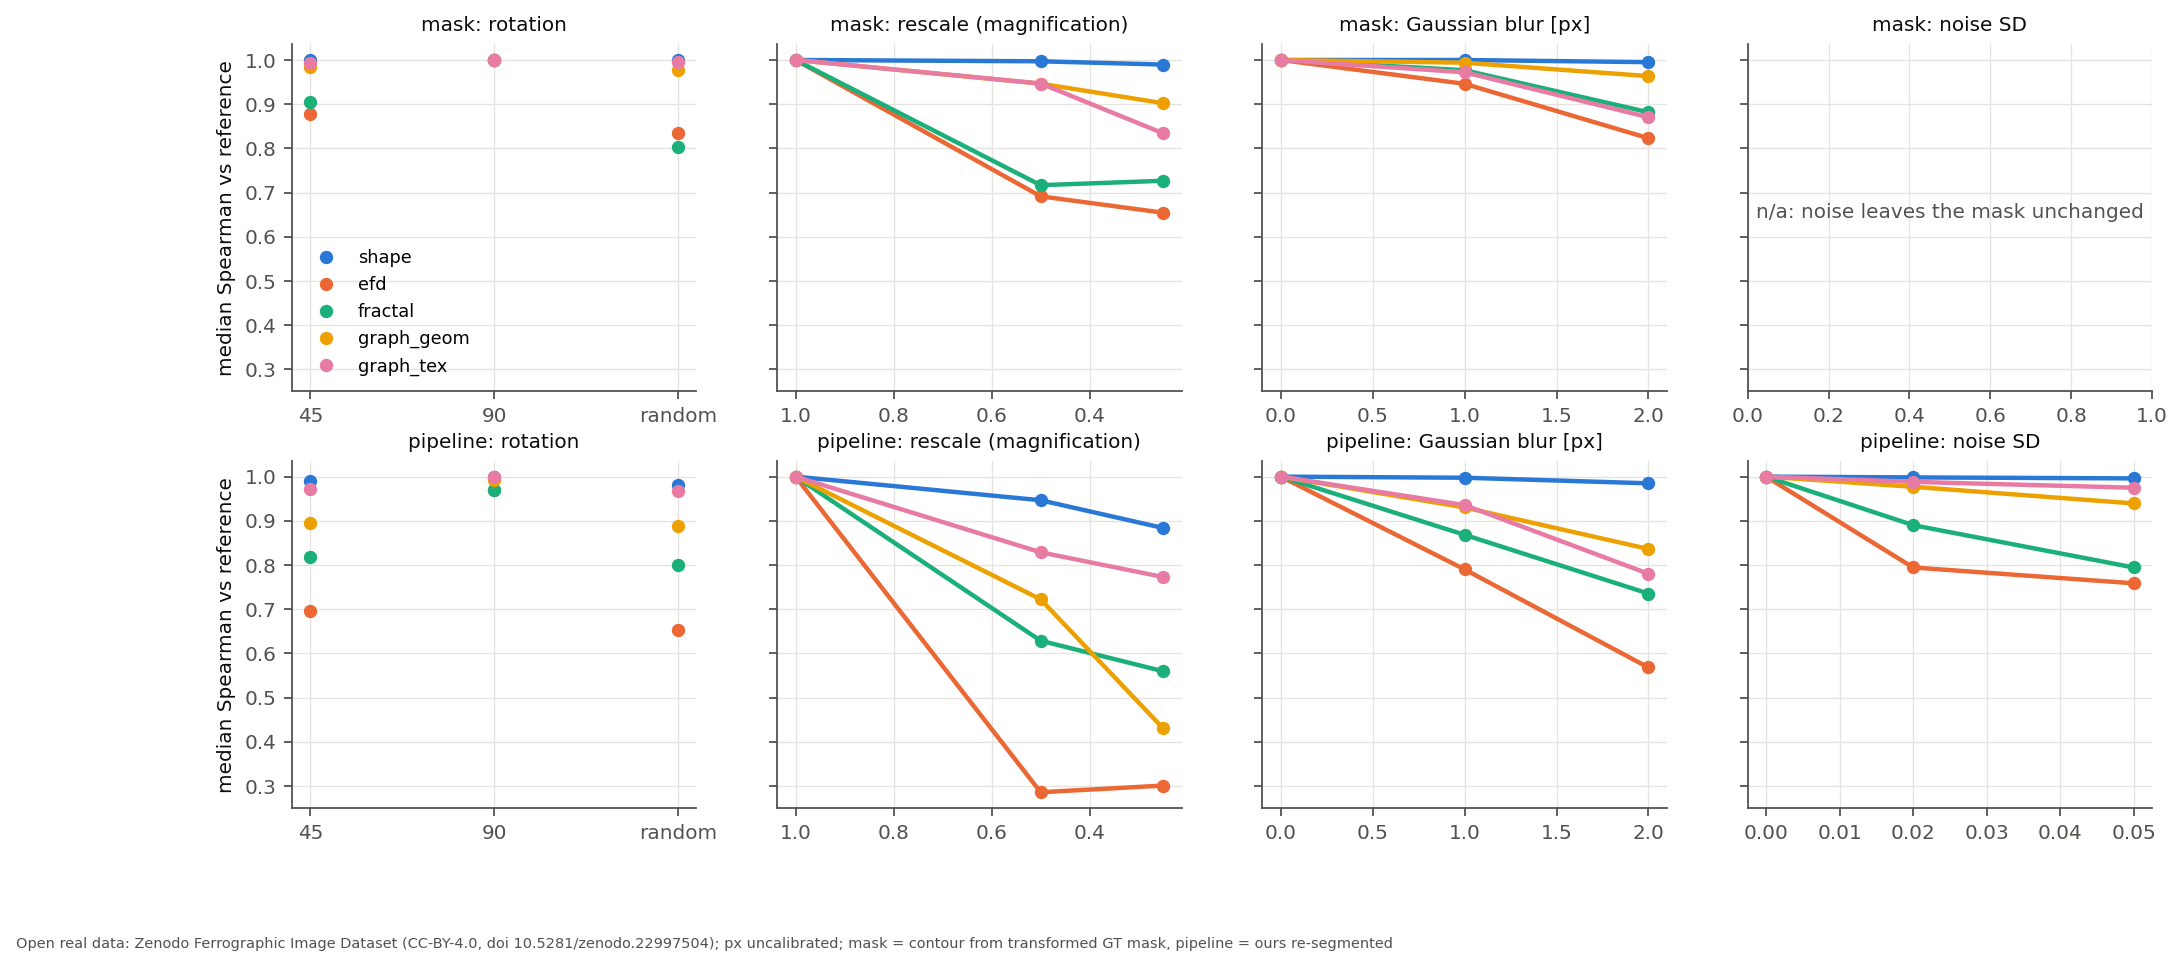 mask: rotation
mask: rescale (magnification)
mask: Gaussian blur [px]
mask: noise SD
median Spearman vs reference
1.0
0.9
0.8
0.7
0.6
0.5
0.4
0.3
shape
efd
fractal
graph_geom
graph_tex
n/a: noise leaves the mask unchanged
45 90 random
1.0 0.8 0.6 0.4
0.0 0.5 1.0 1.5 2.0
0.0 0.2 0.4 0.6 0.8 1.0
pipeline: rotation
pipeline: rescale (magnification)
pipeline: Gaussian blur [px]
pipeline: noise SD
median Spearman vs reference
1.0
0.9
0.8
0.7
0.6
0.5
0.4
0.3
45 90 random
1.0 0.8 0.6 0.4
0.0 0.5 1.0 1.5 2.0
0.00 0.01 0.02 0.03 0.04 0.05
Open real data: Zenodo Ferrographic Image Dataset (CC-BY-4.0, doi 10.5281/zenodo.22997504); px uncalibrated; mask = contour from transformed GT mask, pipeline = ours re-segmented